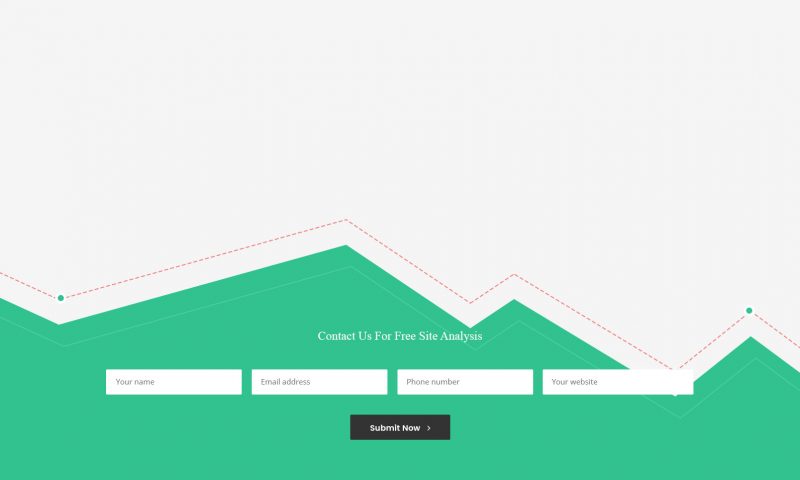 Contact Us For Free Site Analysis
Your name
Email address
Phone number
Your website
Submit Now